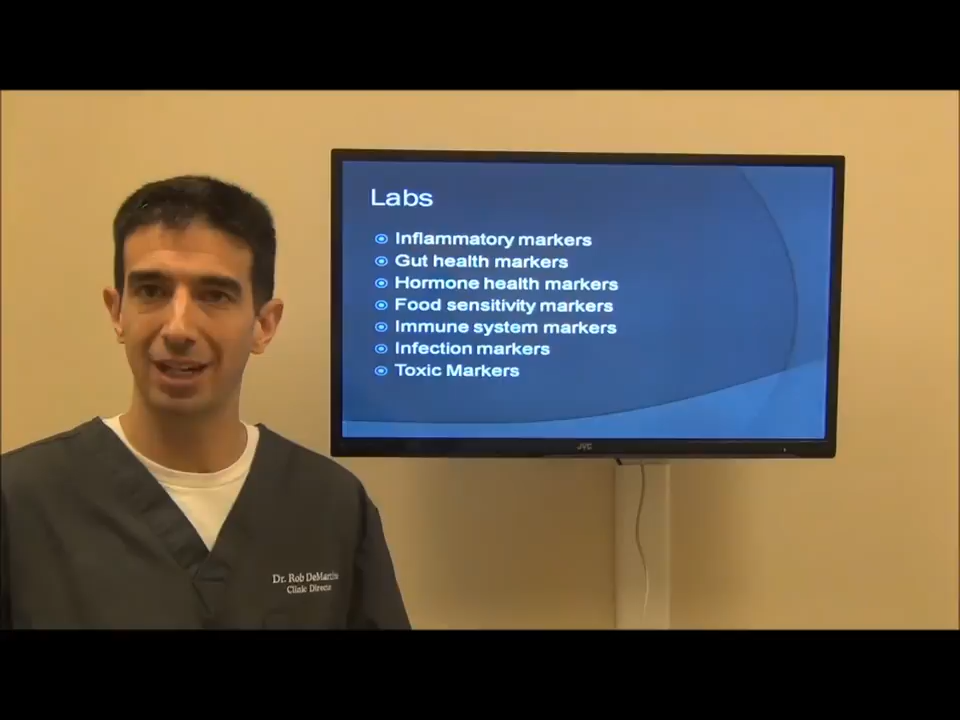 Labs
Inflammatory markers
Gut health markers
Hormone health markers
Food sensitivity markers
Immune system markers
Infection markers
Toxic Markers
JVC
Dr. Rob
Clinic